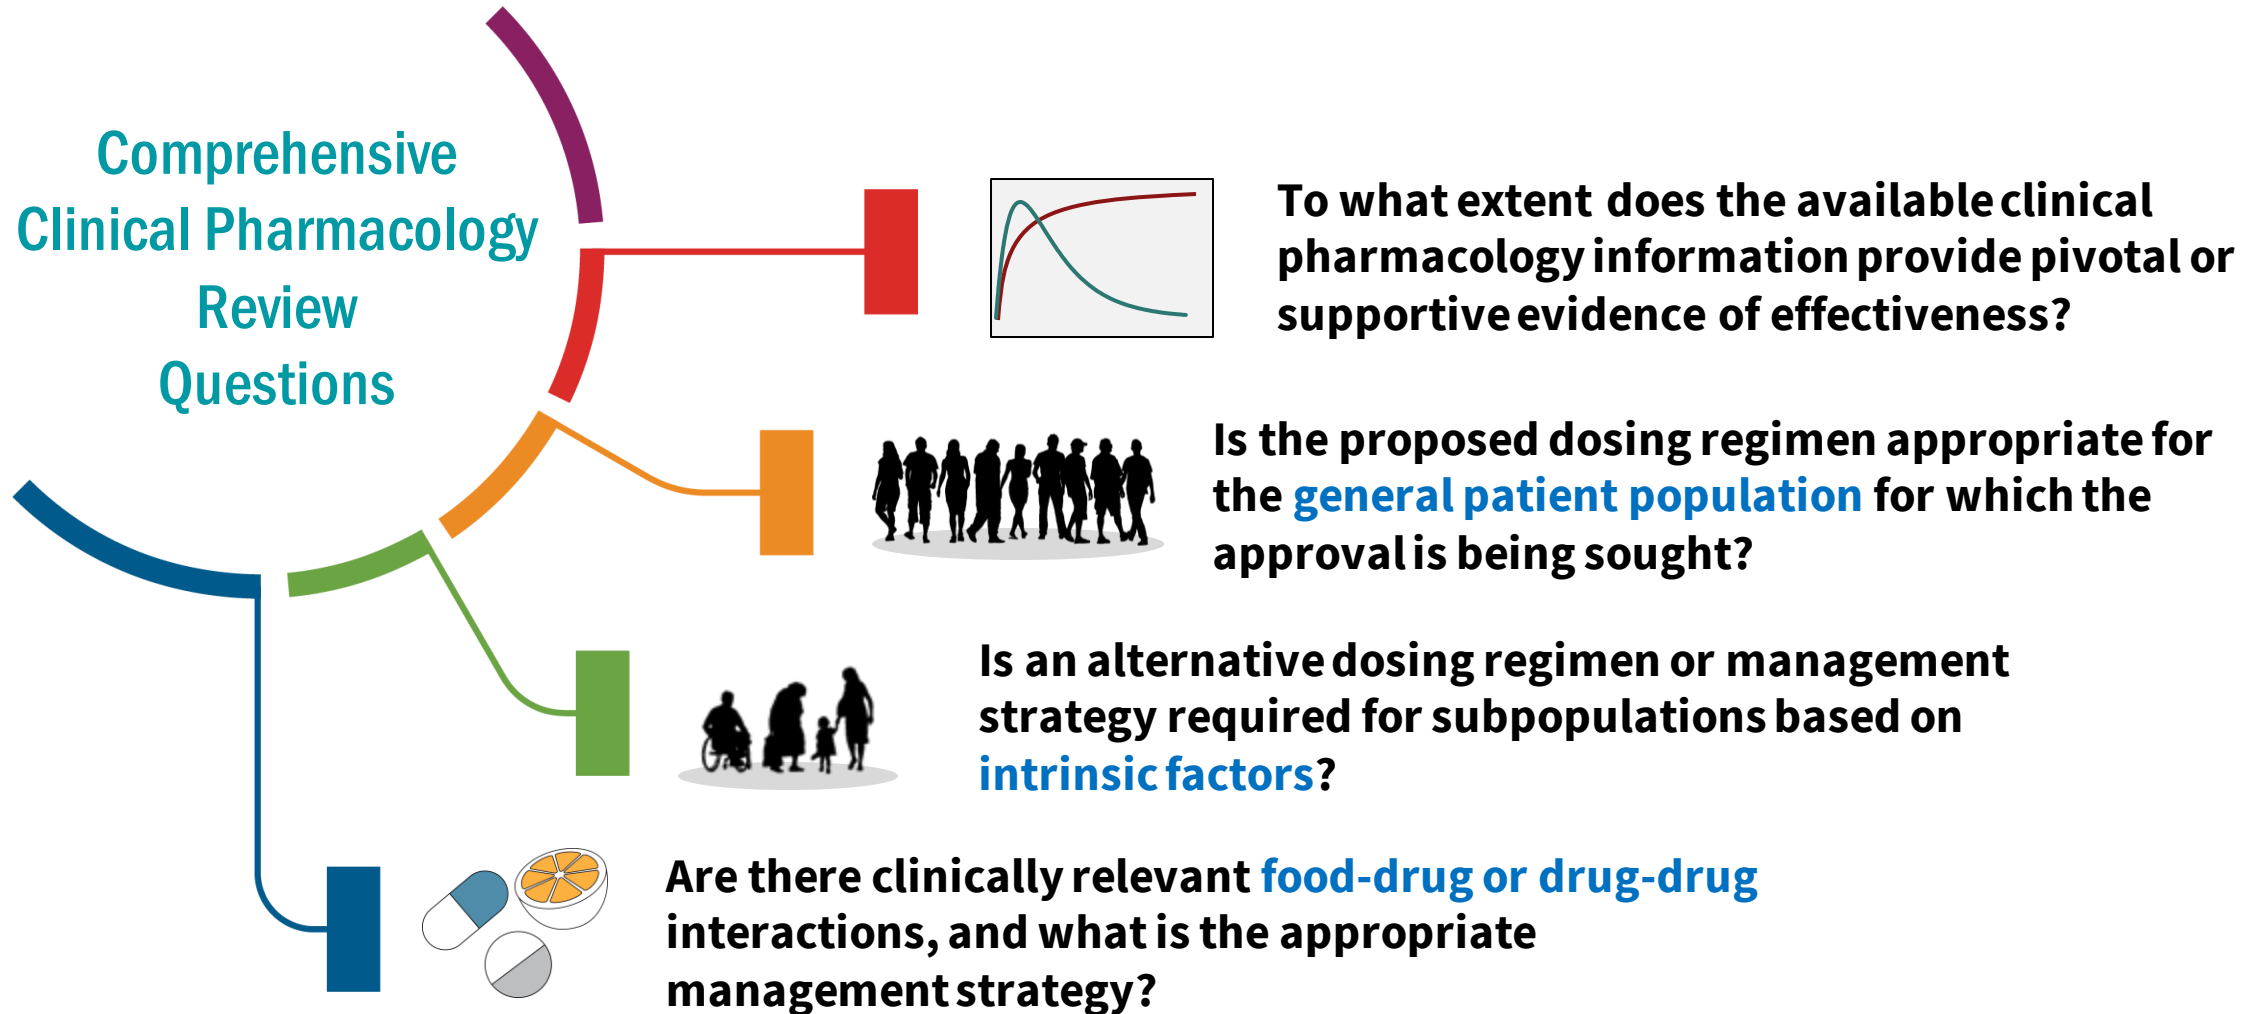 Comprehensive
Clinical Pharmacology
Review
Questions
To what extent does the available clinical
pharmacology information provide pivotal or
supportive evidence of effectiveness?
Is the proposed dosing regimen appropriate for
the general patient population for which the
approval is being sought?
Is an alternative dosing regimen or management
strategy required for subpopulations based on
intrinsic factors?
Are there clinically relevant food-drug or drug-drug
interactions, and what is the appropriate
management strategy?